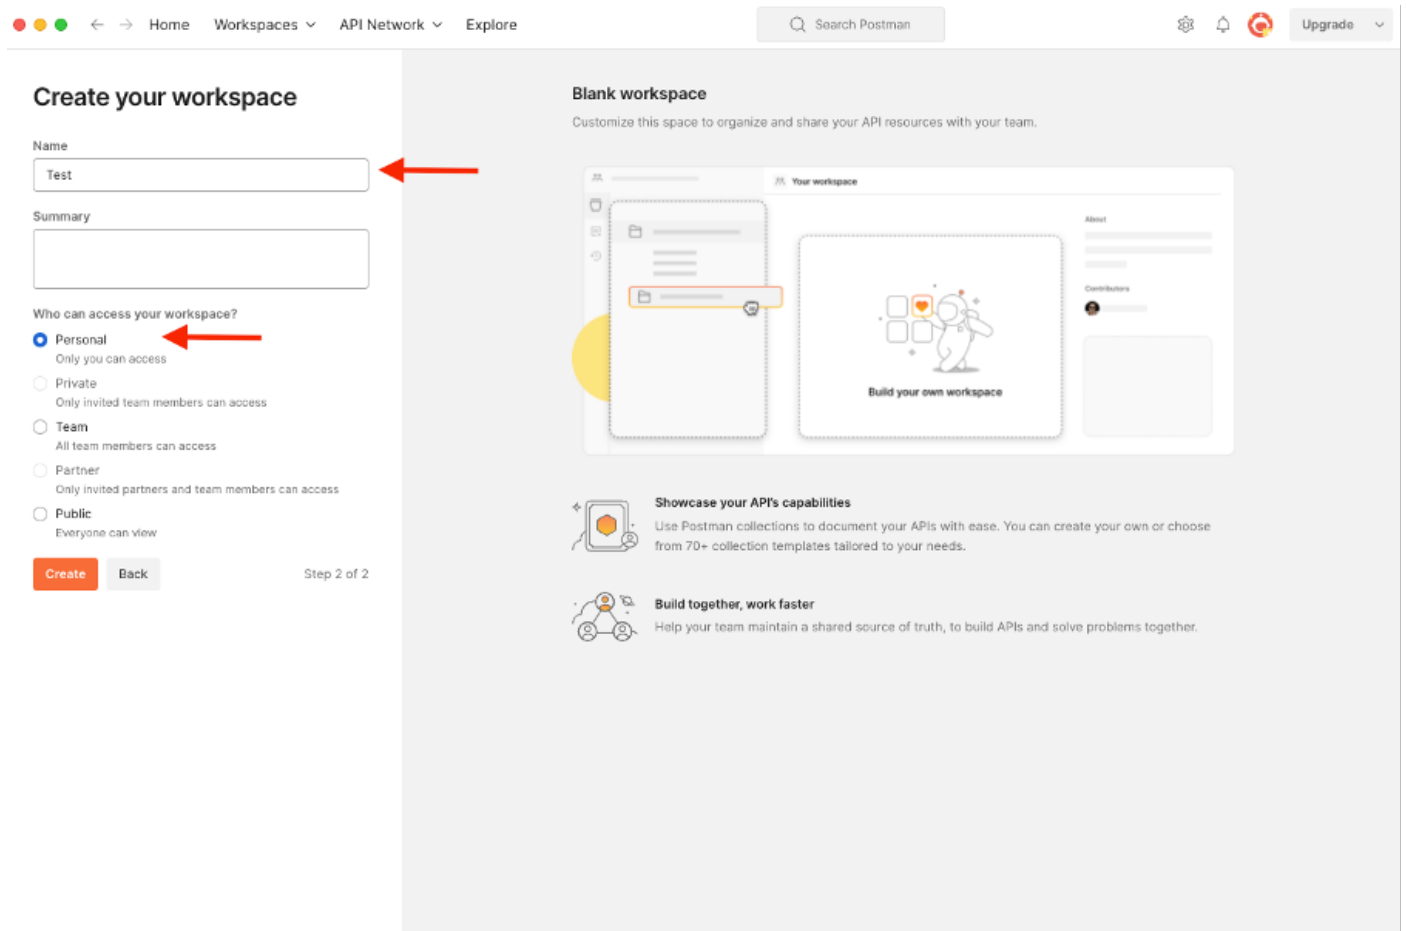 Home Workspaces API Network Explore Search Postman Upgrade
Create your workspace
Name
Test
Summary
Who can access your workspace?
Personal
Only you can access
Private
Only invited team members can access
Team
All team members can access
Partner
Only invited partners and team members can access
Public
Everyone can view
Create Back Step 2 of 2
Blank workspace
Customize this space to organize and share your API resources with your team.
Your workspace
About
Contributors
Build your own workspace
Showcase your API's capabilities
Use Postman collections to document your APIs with ease. You can create your own or choose
from 70+ collection templates tailored to your needs.
Build together, work faster
Help your team maintain a shared source of truth, to build APIs and solve problems together.